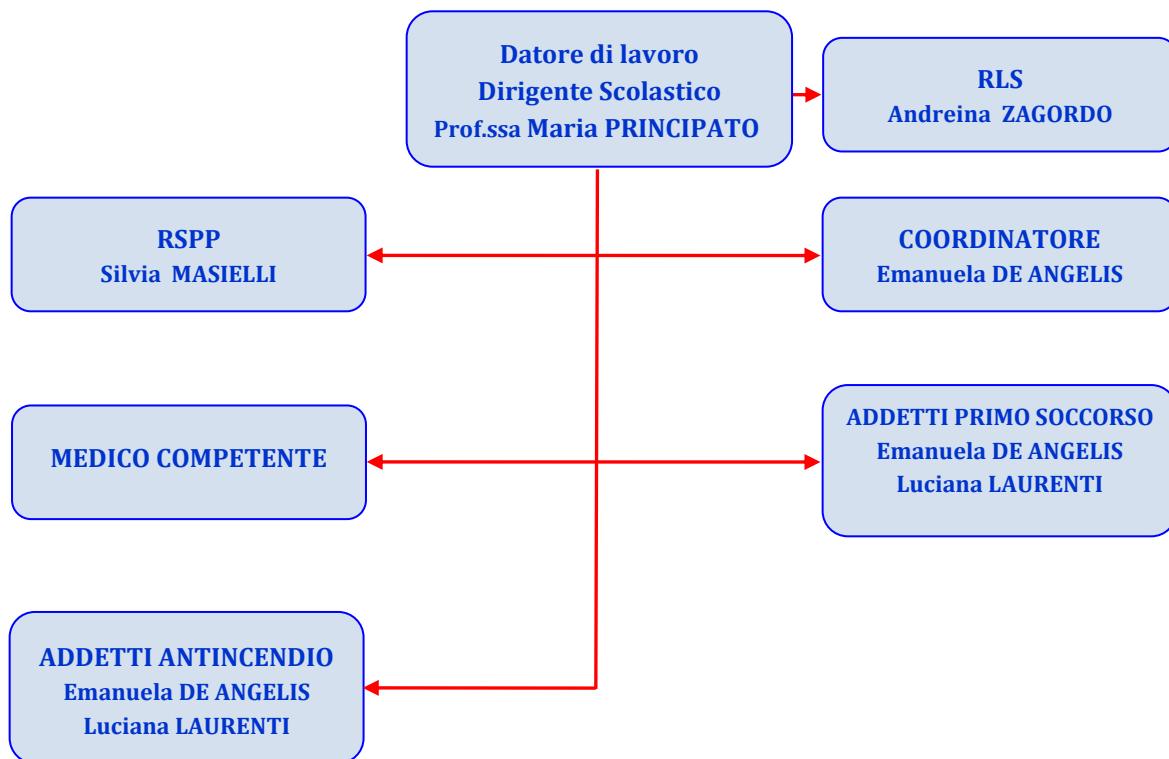 Datore di lavoro
Dirigente Scolastico
Prof.ssa Maria PRINCIPATO
RLS
Andreina ZAGORDO
RSPP
Silvia MASIELLI
COORDINATORE
Emanuela DE ANGELIS
MEDICO COMPETENTE
ADDETTI PRIMO SOCCORSO
Emanuela DE ANGELIS
Luciana LAURENTI
ADDETTI ANTINCENDIO
Emanuela DE ANGELIS
Luciana LAURENTI